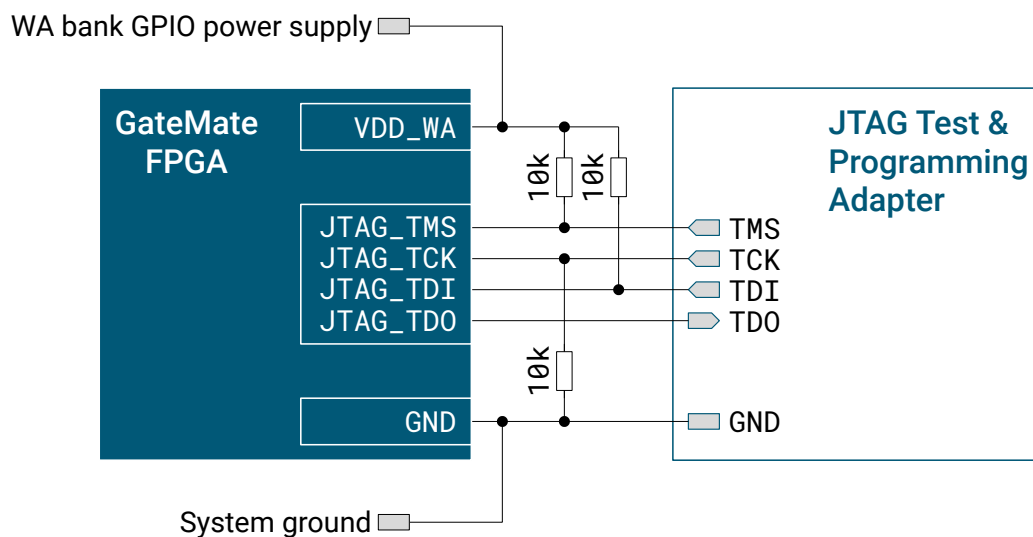 WA bank GPIO power supply
GateMate
FPGA
VDD_WA
10k
10k
JTAG Test &
Programming
Adapter
JTAG_TMS
JTAG_TCK
JTAG_TDI
JTAG_TDO
TMS
TCK
TDI
TDO
10k
GND
GND
System ground